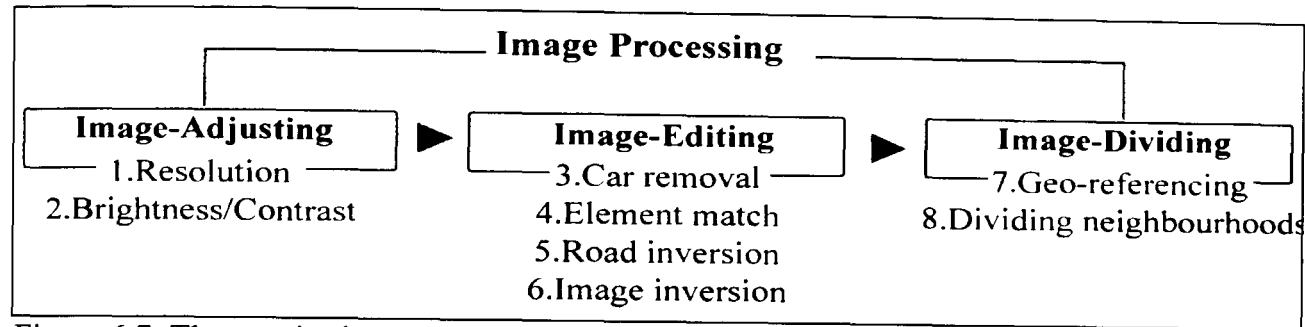 Image Processing
Image-Adjusting
1.Resolution
2.Brightness/Contrast
Image-Editing
3.Car removal
4.Element match
5.Road inversion
6.Image inversion
Image-Dividing
7.Geo-referencing
8.Dividing neighbourhoods